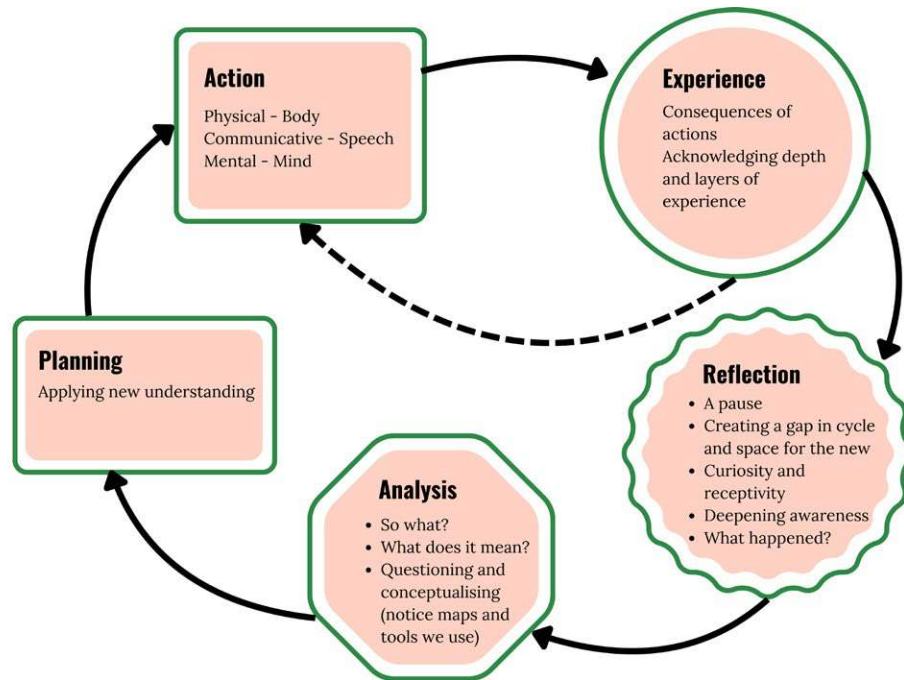 Action
Physical - Body
Communicative - Speech
Mental - Mind
Experience
Consequences of
actions
Acknowledging depth
and layers of
experience
Reflection
• A pause
• Creating a gap in cycle
and space for the new
• Curiosity and
receptivity
• Deepening awareness
• What happened?
Analysis
• So what?
• What does it mean?
• Questioning and
conceptualising
(notice maps and
tools we use)
Planning
Applying new understanding